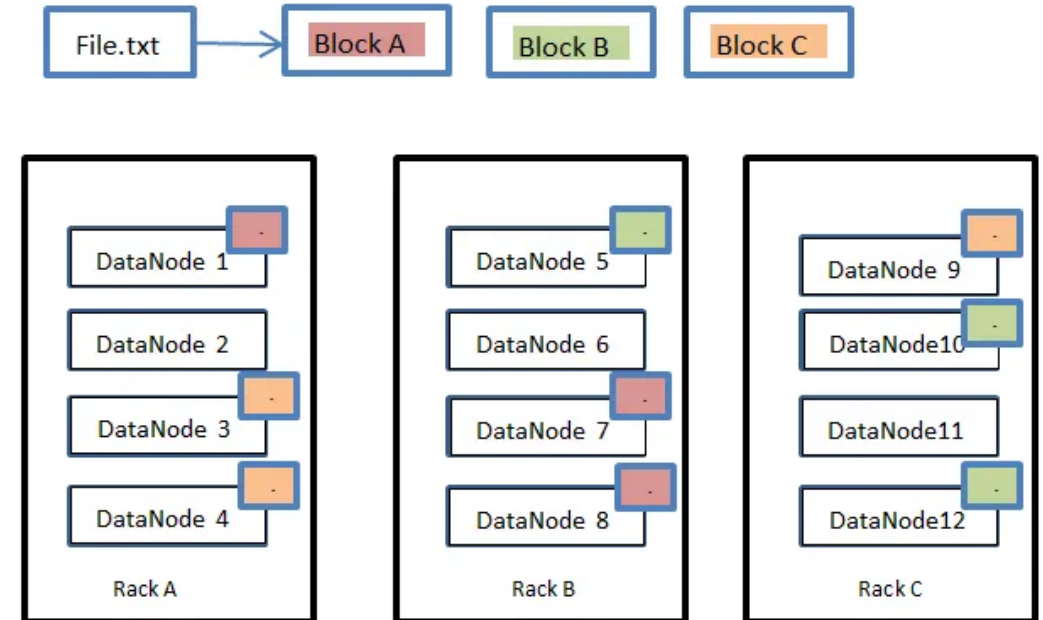 File.txt
Block A
Block B
Block C
DataNode 1
DataNode 2
DataNode 3
DataNode 4
Rack A
DataNode 5
DataNode 6
DataNode 7
DataNode 8
Rack B
DataNode 9
DataNode10
DataNode11
DataNode12
Rack C